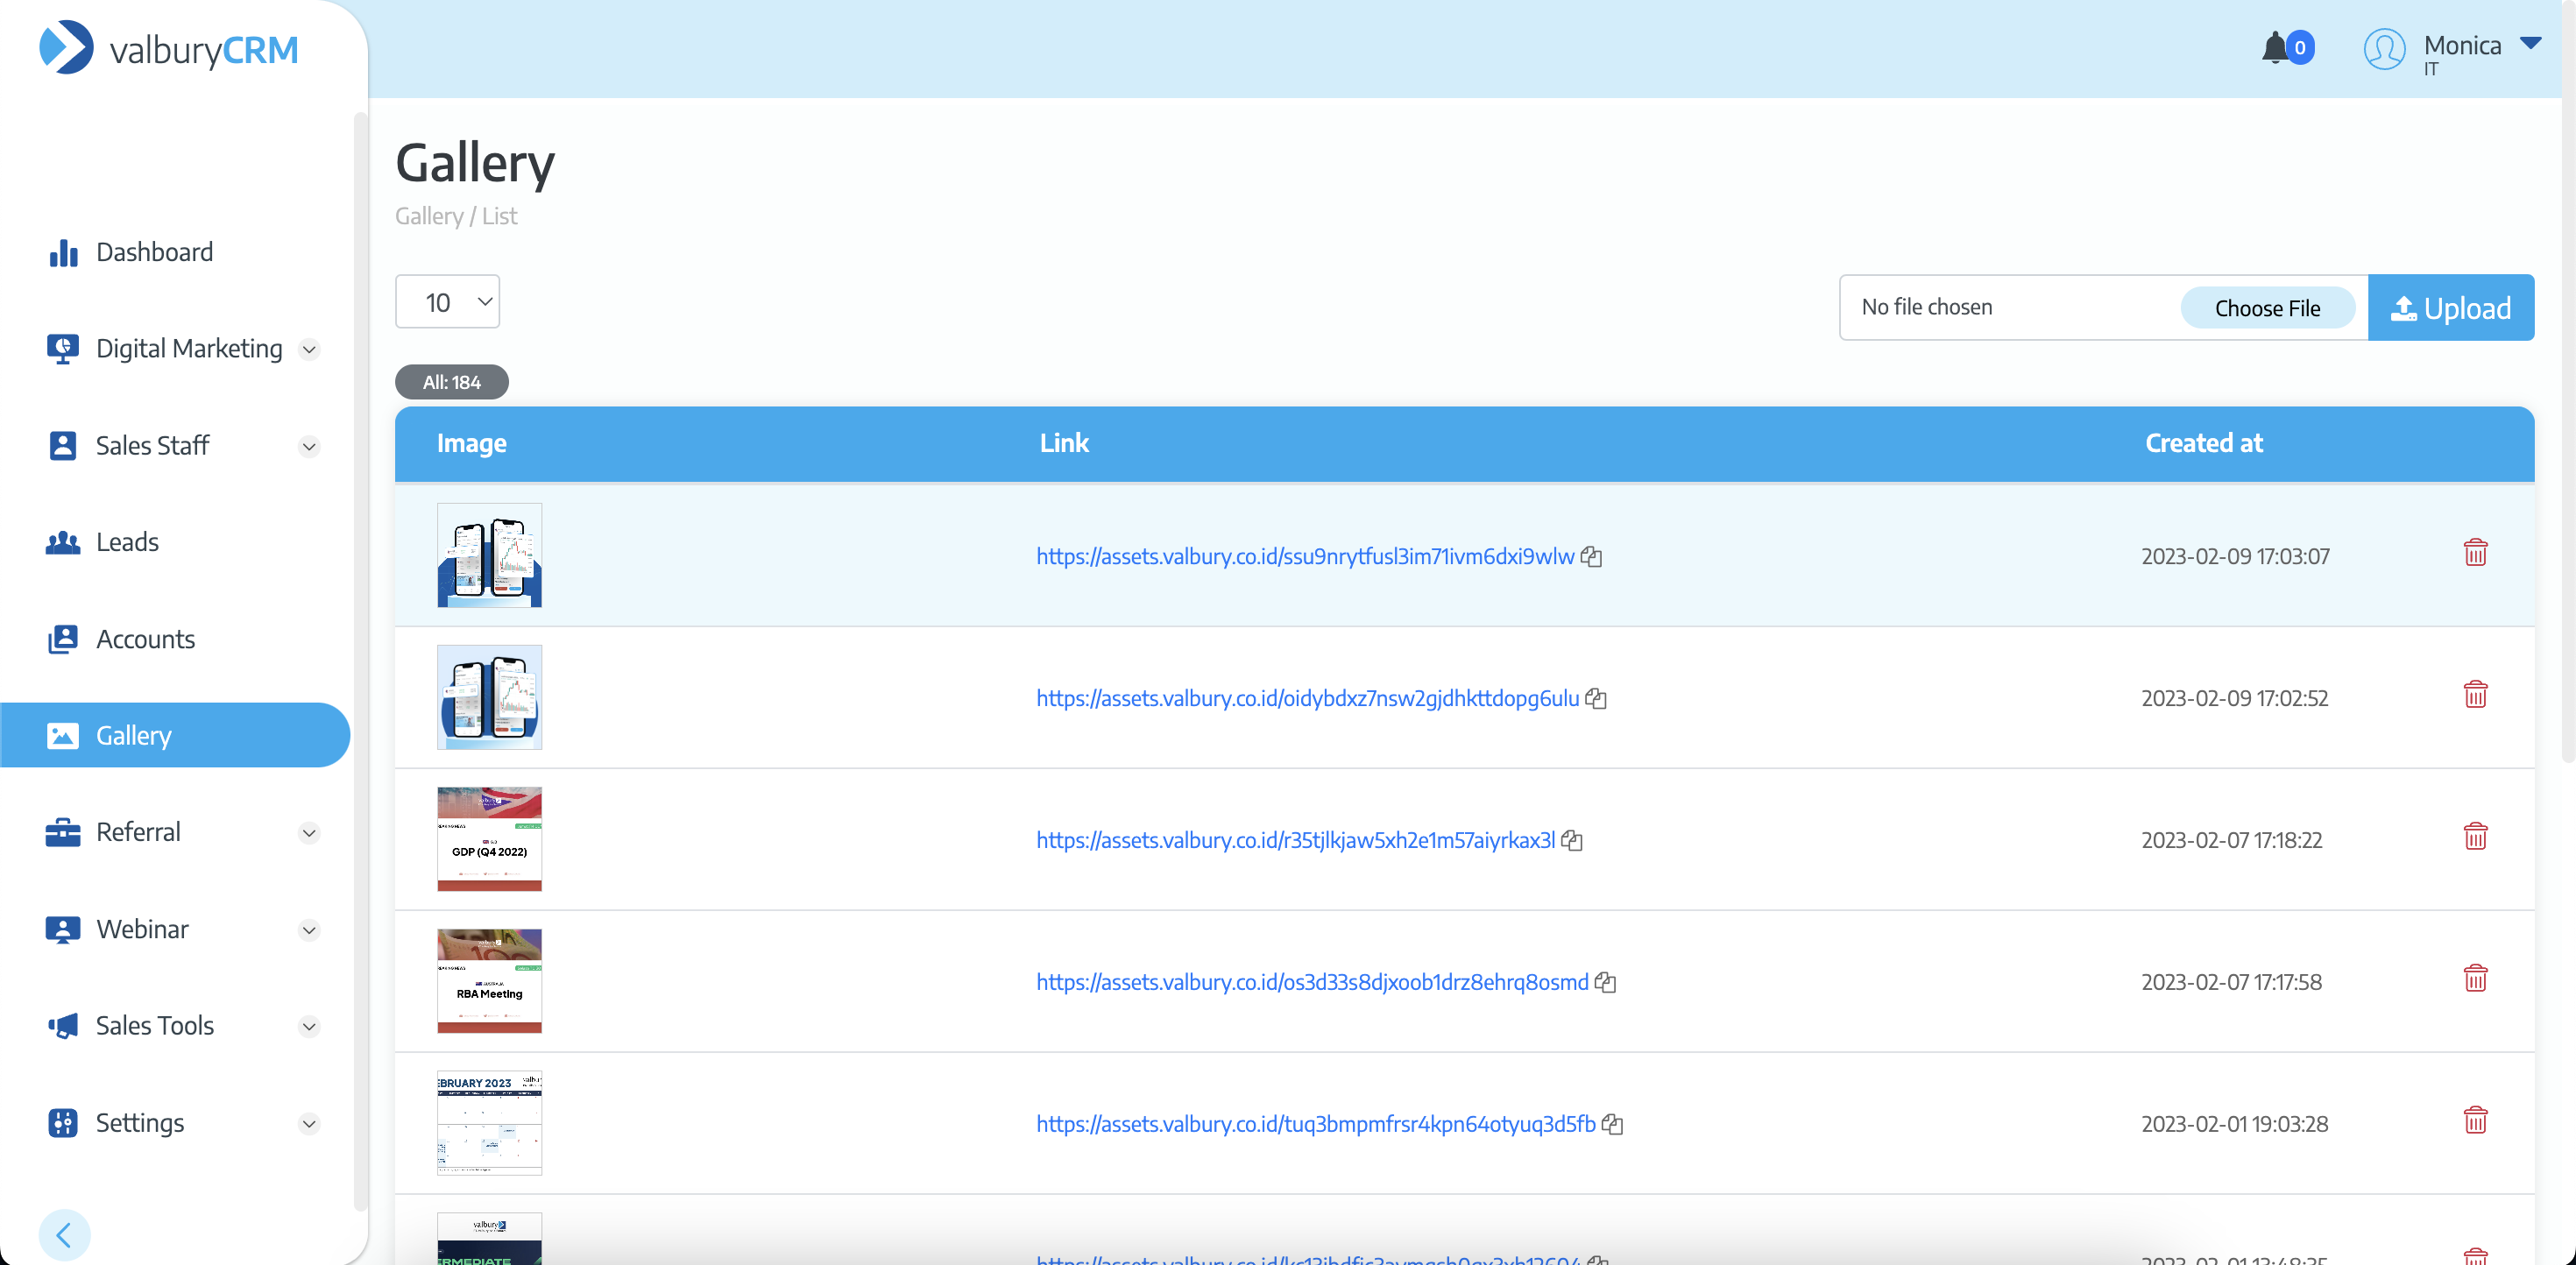 valburyCRM
0
Monica
IT
Dashboard
Digital Marketing
Sales Staff
Leads
Accounts
Gallery
Referral
Webinar
Sales Tools
Settings
Gallery
Gallery / List
10
No file chosen
Choose File
Upload
All: 184
Image Link Created at
https://assets.valbury.co.id/ssu9nrytfusl3im71ivm6dxi9wlw 2023-02-09 17:03:07
https://assets.valbury.co.id/oidybdxz7nsw2gjdhkttdopg6ulu 2023-02-09 17:02:52
valbury
GDP (Q4 2022)
https://assets.valbury.co.id/r35tjlkjaw5xh2e1m57aiyrkax3l 2023-02-07 17:18:22
valbury
AUSTRALIA
RBA Meeting
https://assets.valbury.co.id/os3d33s8djxoob1drz8ehrq8osmd 2023-02-07 17:17:58
EBRUARY 2023
https://assets.valbury.co.id/tuq3bmpmfrsr4kpn64otyuq3d5fb 2023-02-01 19:03:28
valbury